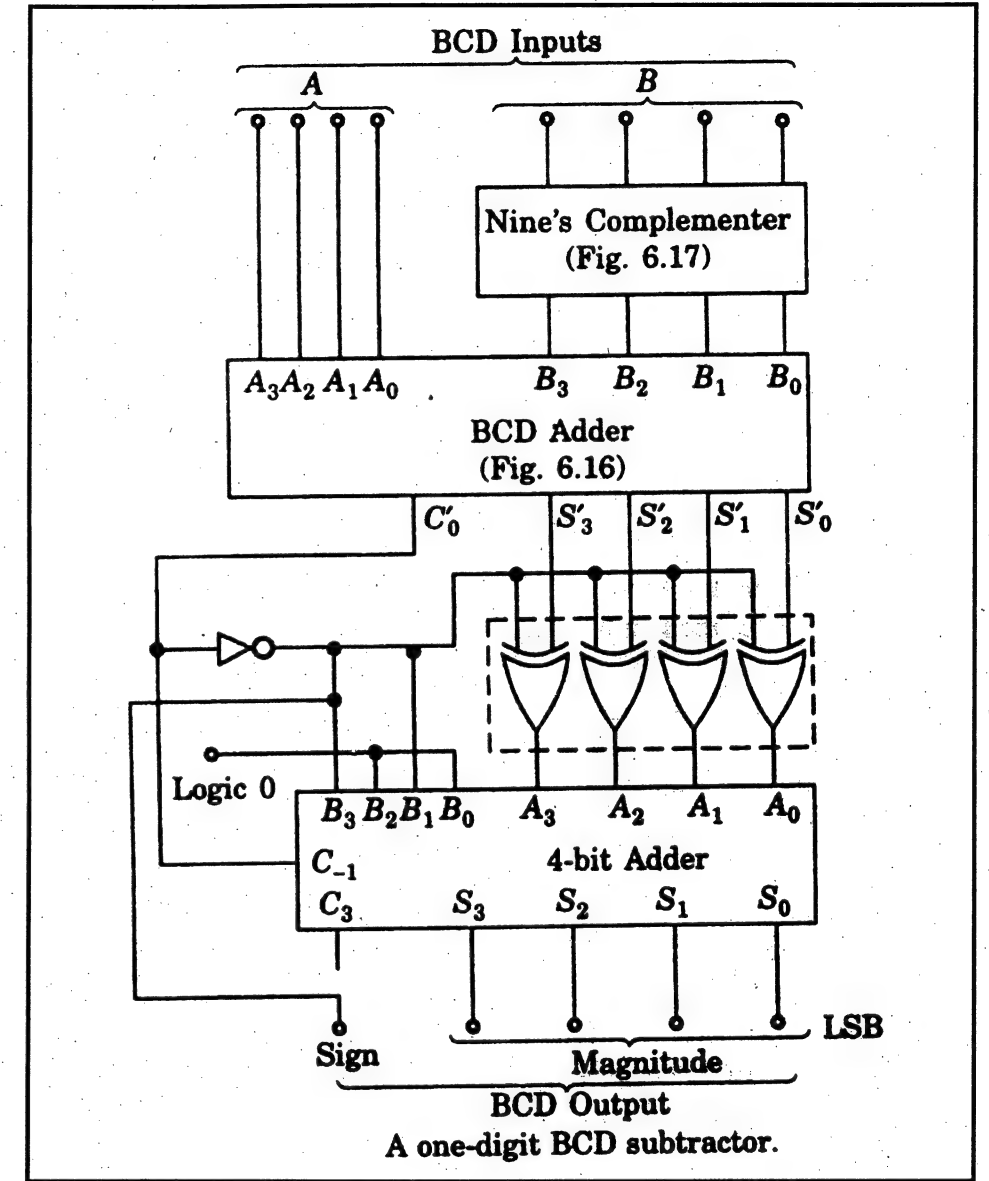 BCD Inputs
A B
Nine's Complementer
(Fig. 6.17)
A₃ A₂ A₁ A₀ B₃ B₂ B₁ B₀
BCD Adder
(Fig. 6.16)
C′₀ S′₃ S′₂ S′₁ S′₀
Logic 0
B₃ B₂ B₁ B₀ A₃ A₂ A₁ A₀
C₋₁ 4-bit Adder
C₃ S₃ S₂ S₁ S₀
LSB
Sign
Magnitude
BCD Output
A one-digit BCD subtractor.